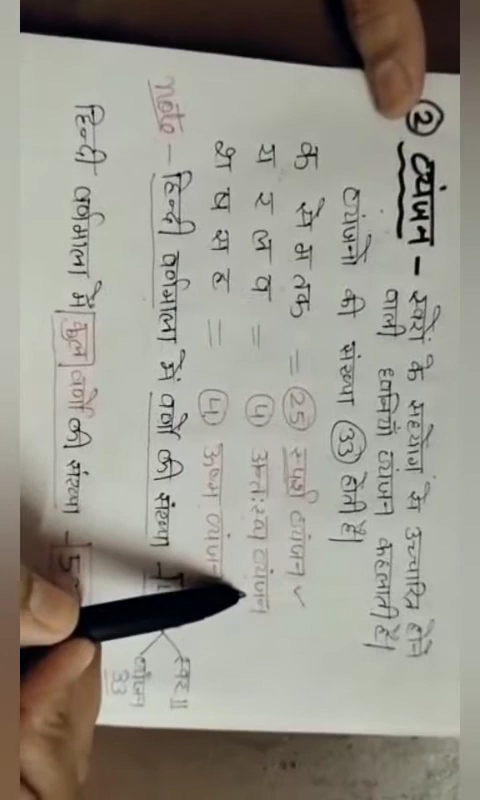 ② व्यंजन - स्वरों के सहयोग से उच्चारित होने
वाली ध्वनियाँ व्यंजन कहलाती है।
व्यंजनों की संख्या 33 होती है।
क से म तक = 25 स्पर्श व्यंजन ✓
य र ल व = 4 अन्तःस्थ व्यंजन
श ष स ह = 4 ऊष्म व्यंजन
Note - हिन्दी वर्णमाला में वर्णों की संख्या -
स्वर 11
व्यंजन 33
हिन्दी वर्णमाला में कुल वर्णों की संख्या -